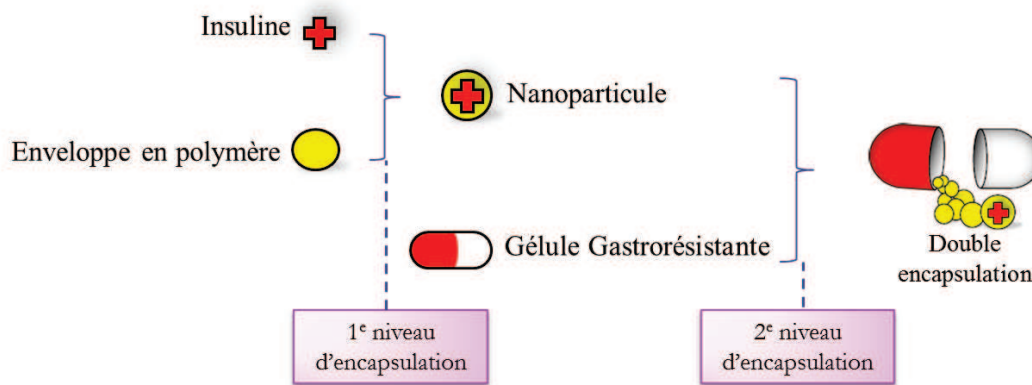 Insuline
Enveloppe en polymère
Nanoparticule
Gélule Gastrorésistante
Double
encapsulation
1e niveau
d'encapsulation
2e niveau
d'encapsulation